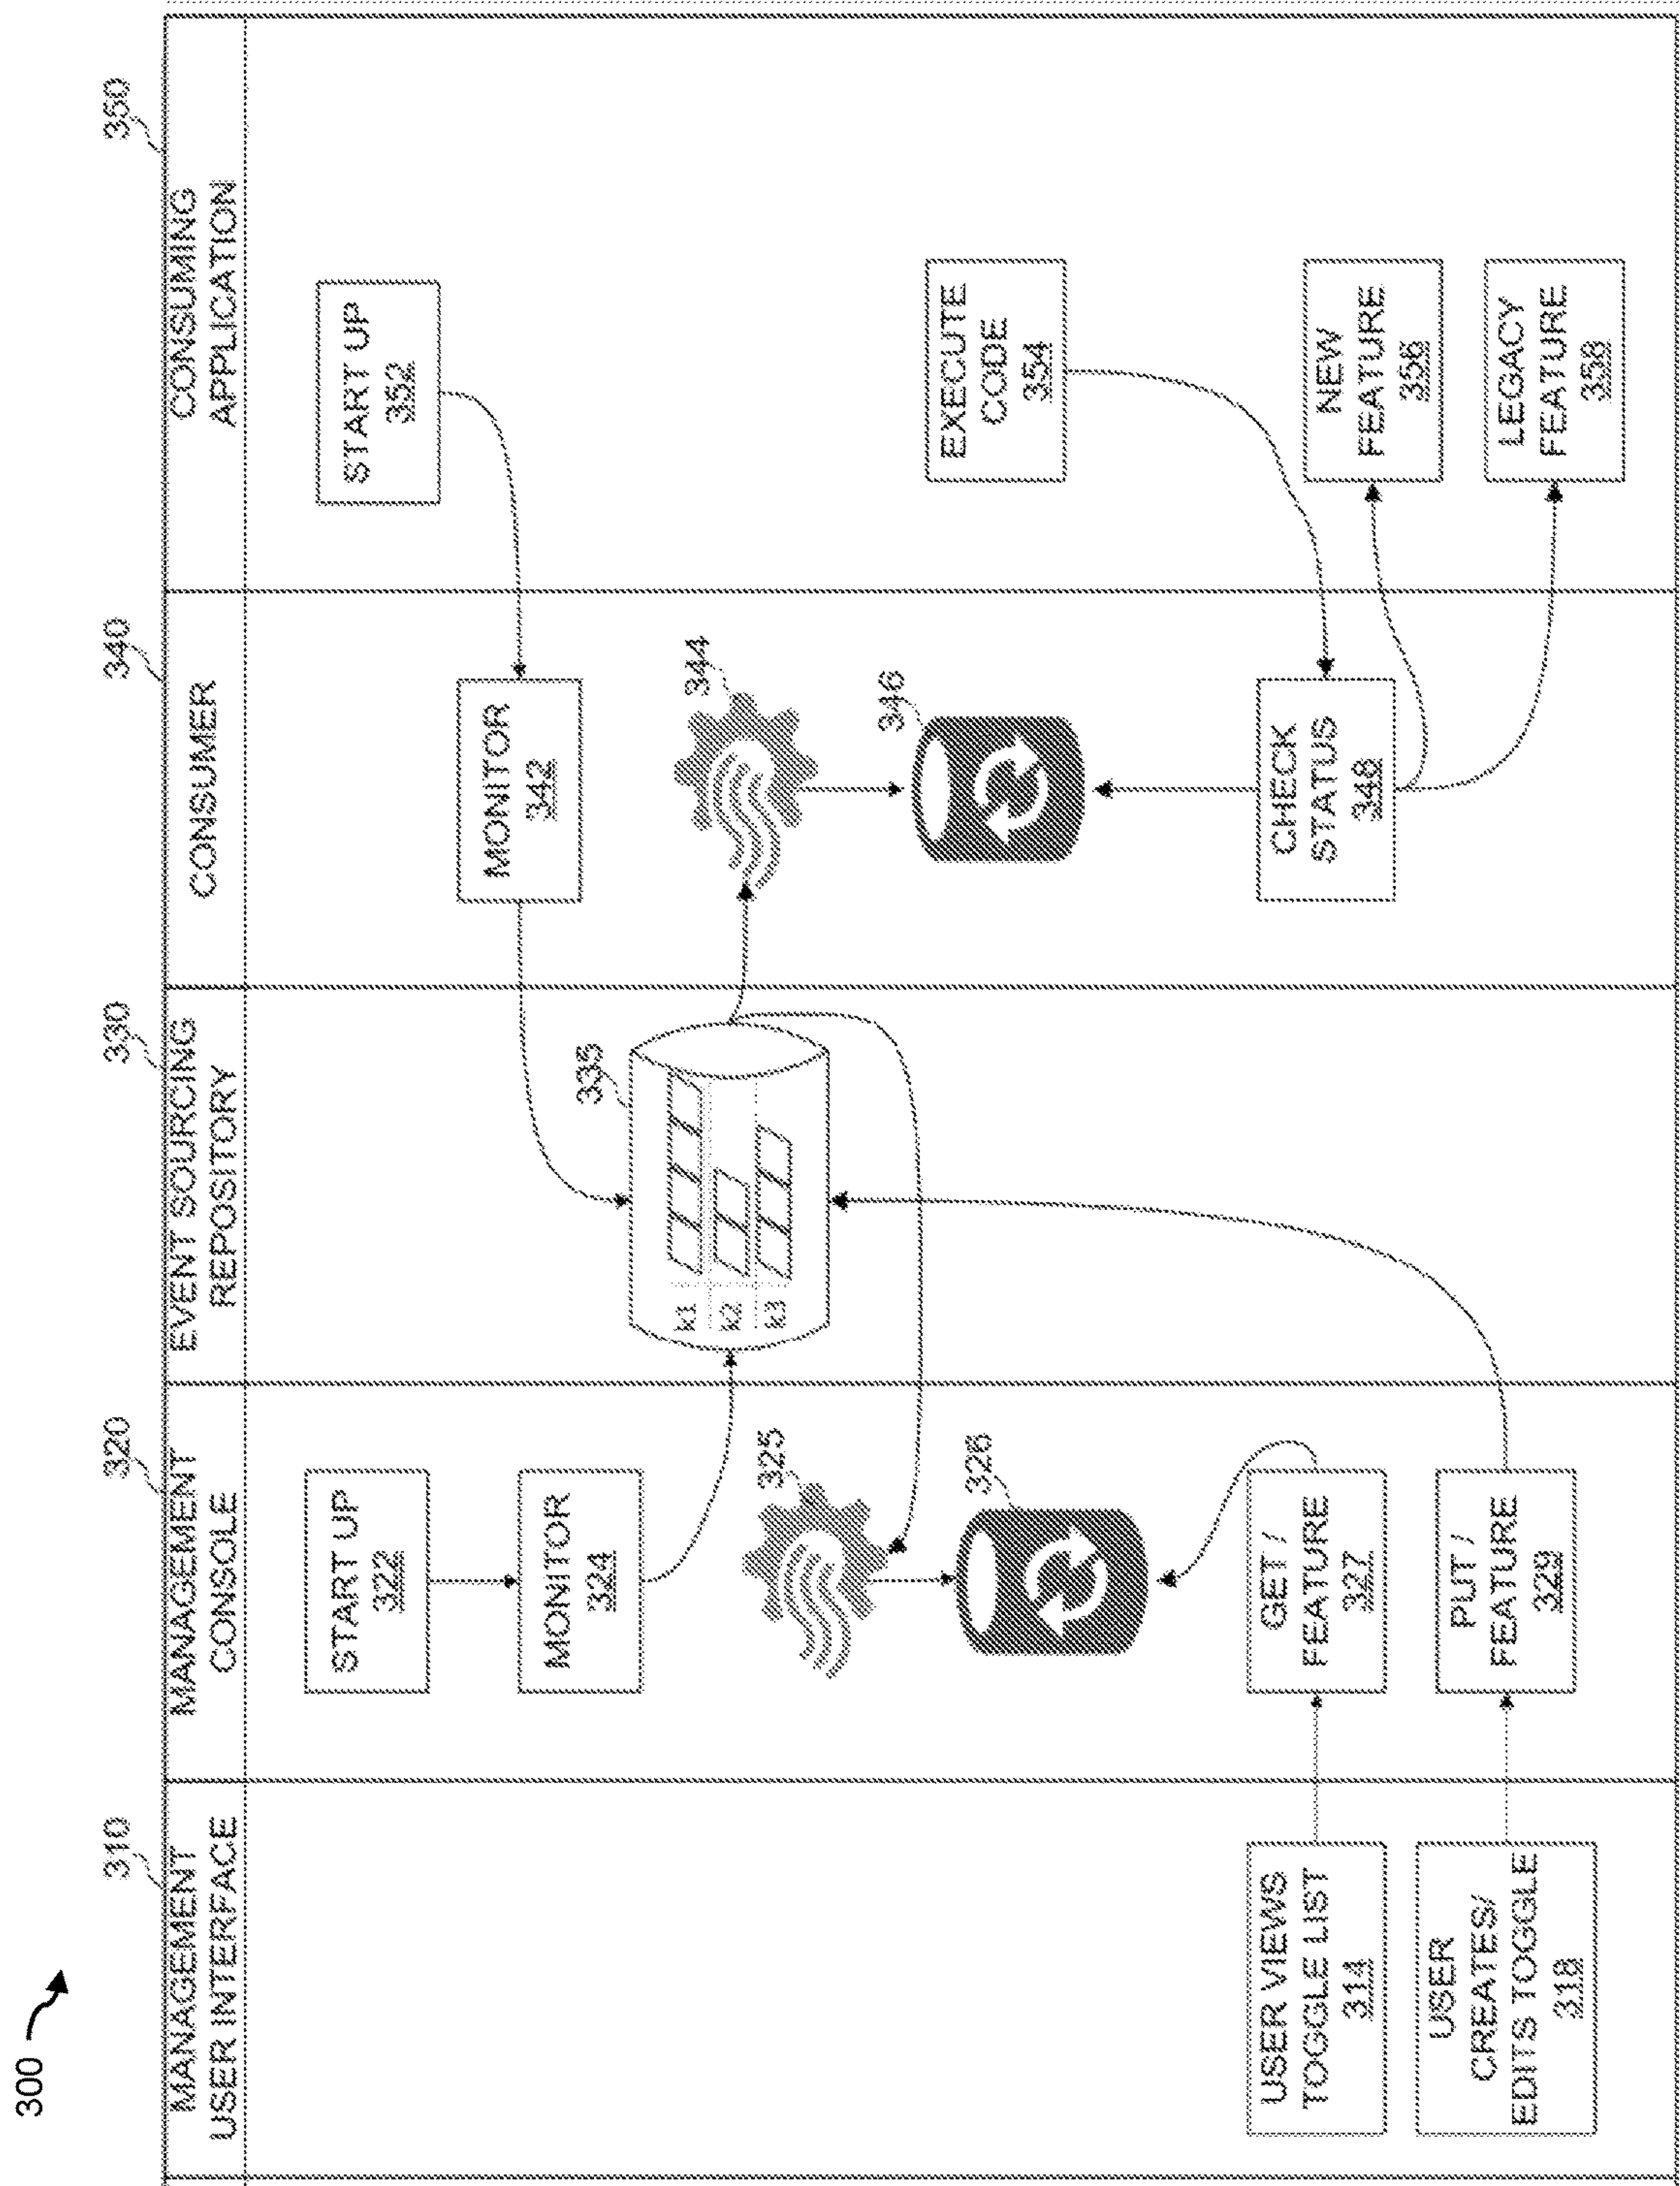 300
310
320
330
340
350
MANAGEMENT
USER INTERFACE
MANAGEMENT
CONSOLE
EVENT SOURCING
REPOSITORY
CONSUMER
CONSUMING
APPLICATION
START UP
322
MONITOR
324
325
326
GET /
FEATURE
327
PUT /
FEATURE
329
USER VIEWS
TOGGLE LIST
314
USER
CREATES/
EDITS TOGGLE
318
335
k1
k2
k3
MONITOR
342
344
346
CHECK
STATUS
348
START UP
352
EXECUTE
CODE
354
NEW
FEATURE
356
LEGACY
FEATURE
358